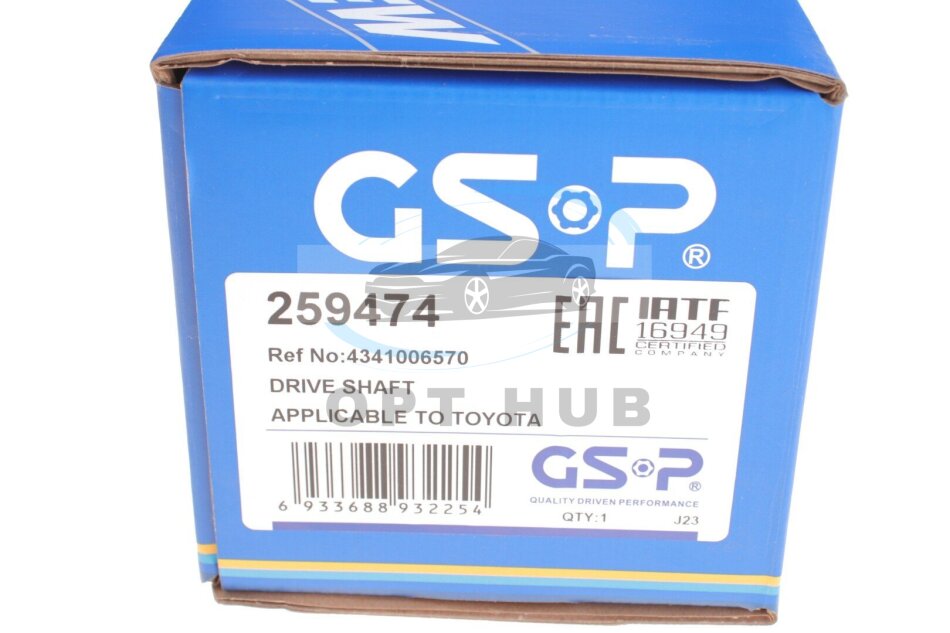 EW
GSP®
259474
EAC
IATF
16949
CERTIFIED
COMPANY
Ref No:4341006570
DRIVE SHAFT
OPT HUB
APPLICABLE TO TOYOTA
GSP®
QUALITY DRIVEN PERFORMANCE
6 933688 932254
QTY:1
J23